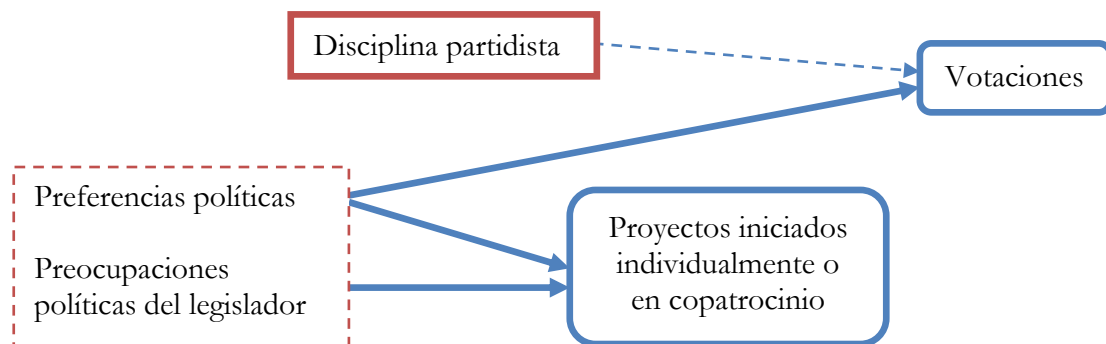 Disciplina partidista
Votaciones
Preferencias políticas
Preocupaciones
políticas del legislador
Proyectos iniciados
individualmente o
en copatrocinio